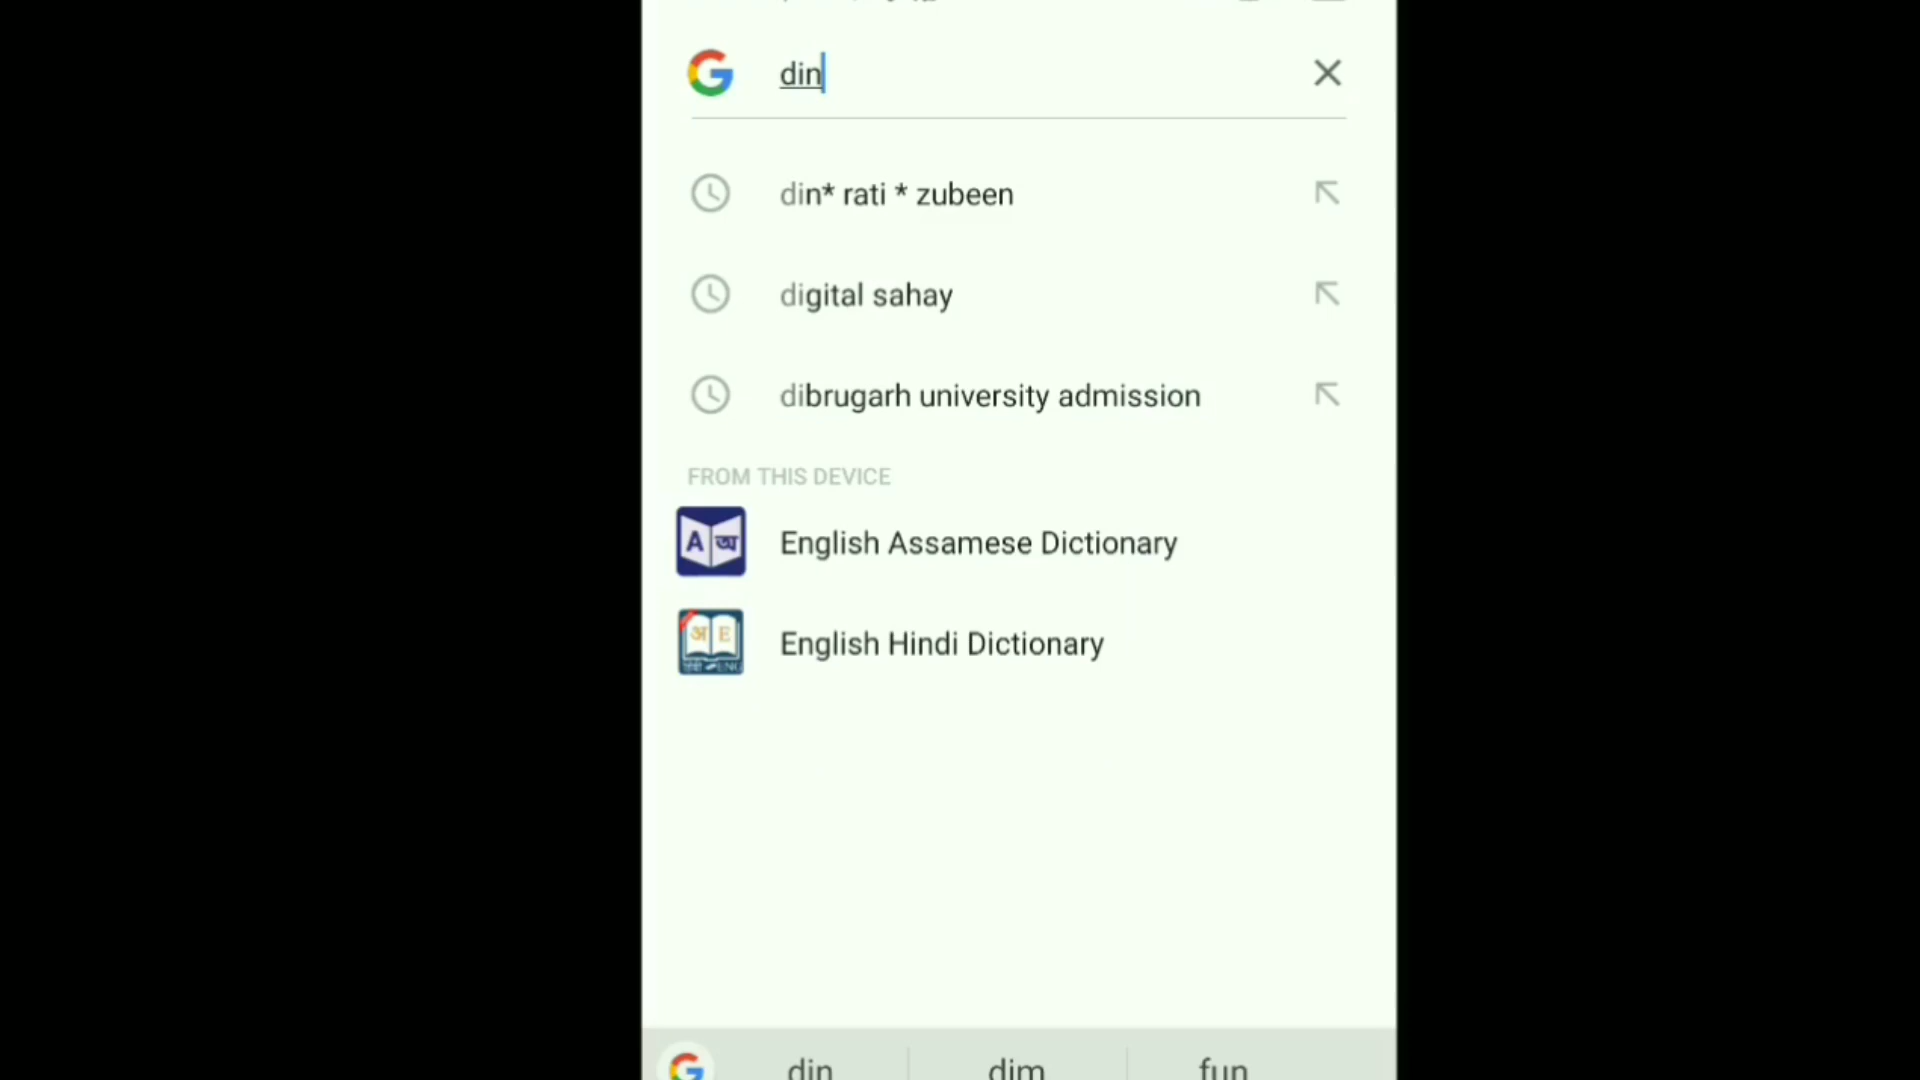 din
din* rati * zubeen
digital sahay
dibrugarh university admission
FROM THIS DEVICE
A অ
English Assamese Dictionary
अ E
English Hindi Dictionary
din dim fun